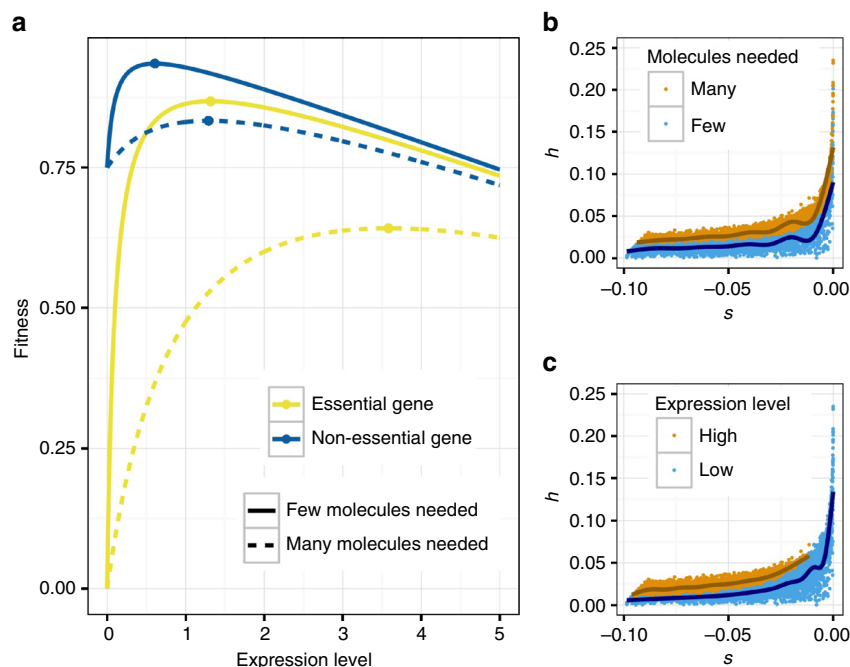 a
Fitness
0.75
0.50
0.25
0.00
0 1 2 3 4 5
Expression level
Essential gene
Non-essential gene
Few molecules needed
Many molecules needed
b
h
0.25
0.20
0.15
0.10
0.05
0.00
Molecules needed
Many
Few
–0.10 –0.05 0.00
s
c
h
0.25
0.20
0.15
0.10
0.05
0.00
Expression level
High
Low
–0.10 –0.05 0.00
s